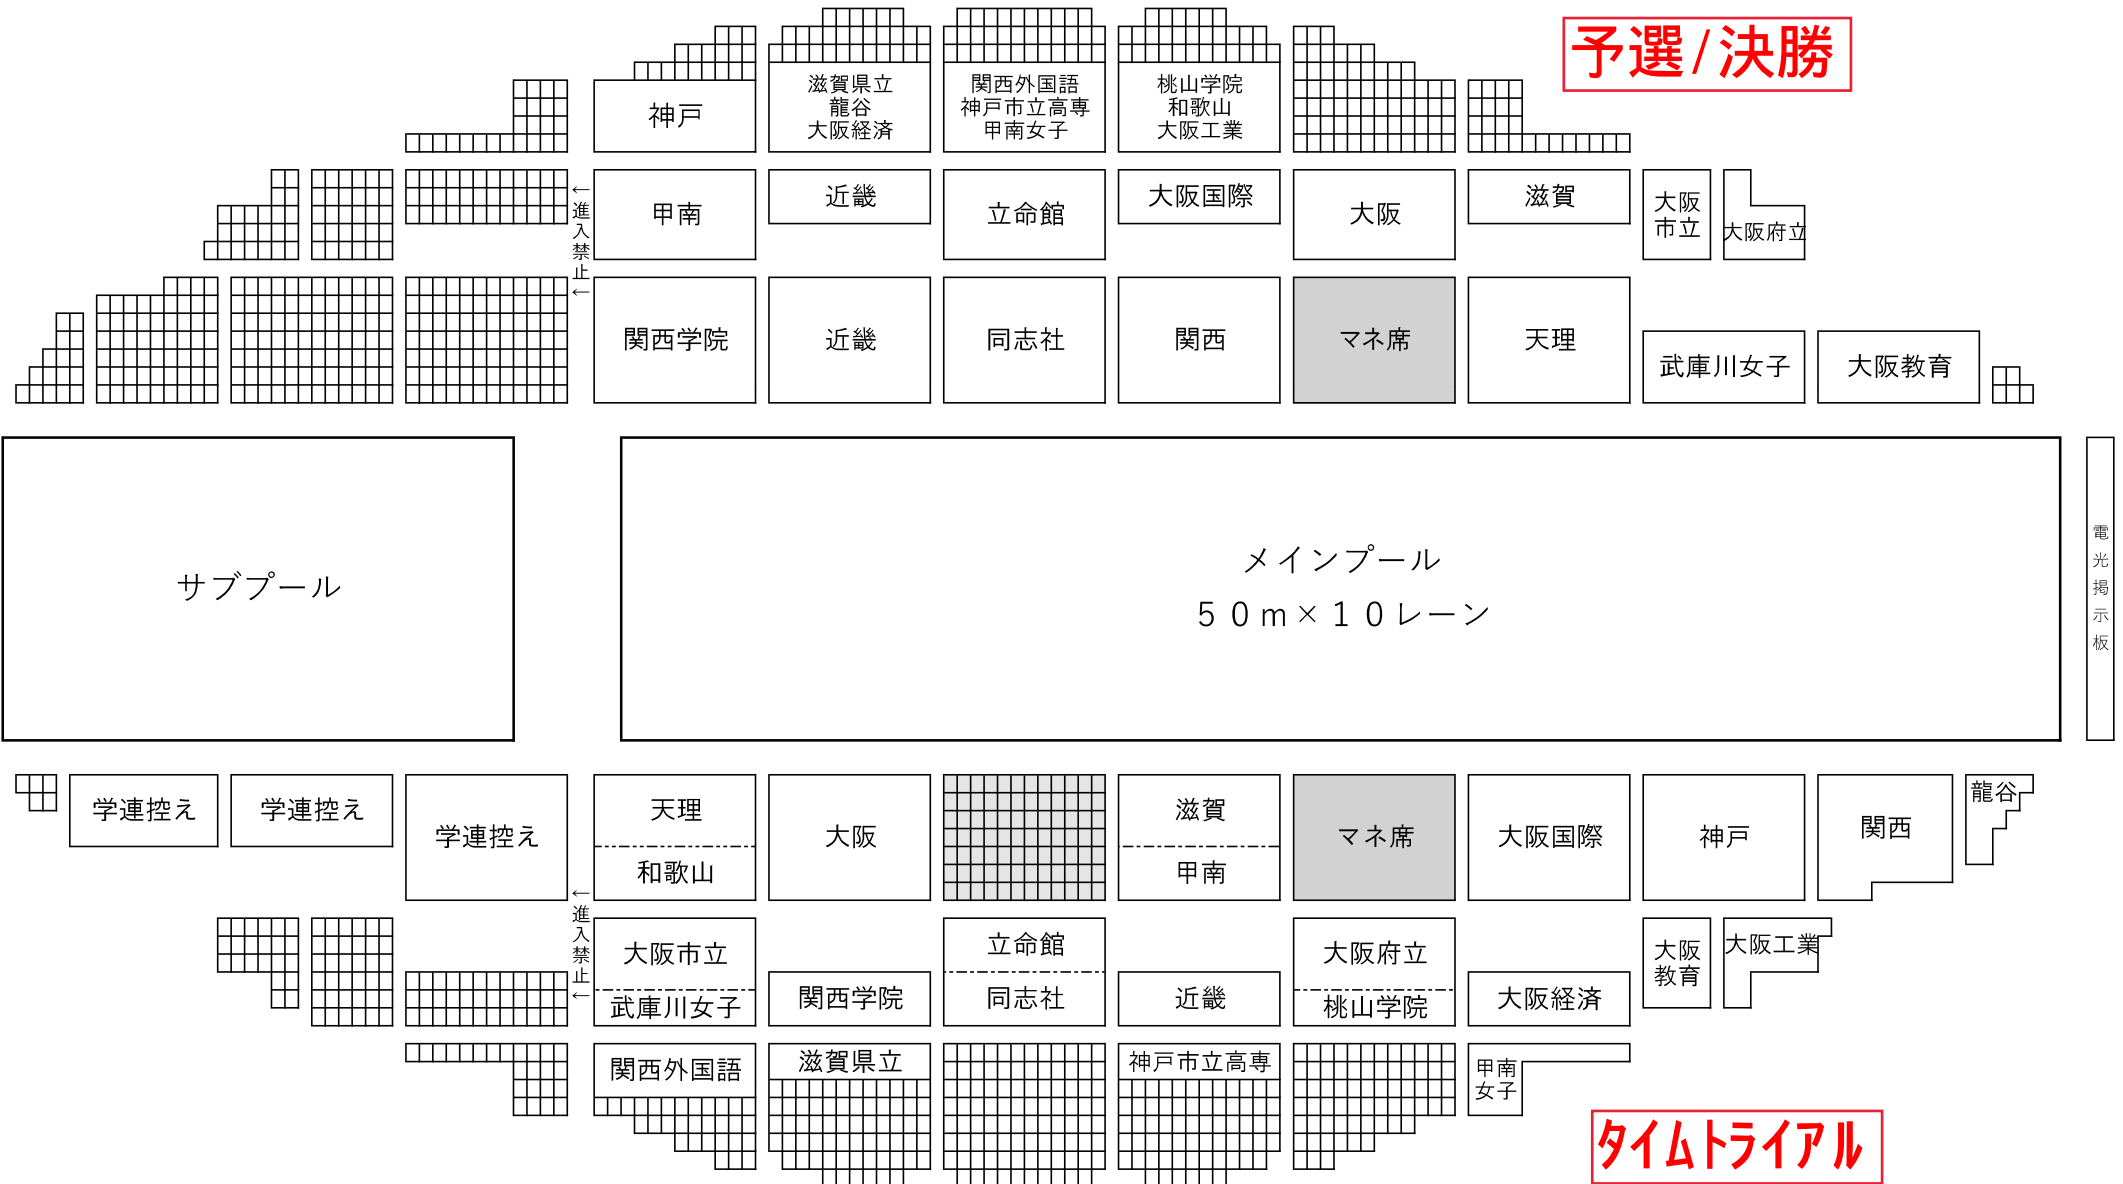 予選/決勝
神戸
滋賀県立
龍谷
大阪経済
関西外国語
神戸市立高専
甲南女子
桃山学院
和歌山
大阪工業
←進入禁止←
甲南
近畿
立命館
大阪国際
大阪
滋賀
大阪
市立
大阪府立
関西学院
近畿
同志社
関西
マネ席
天理
武庫川女子
大阪教育
サブプール
メインプール
５０ｍ×１０レーン
電光掲示板
学連控え
学連控え
学連控え
天理
和歌山
大阪
滋賀
甲南
マネ席
大阪国際
神戸
関西
龍谷
←進入禁止←
大阪市立
武庫川女子
関西学院
立命館
同志社
近畿
大阪府立
桃山学院
大阪経済
大阪
教育
大阪工業
関西外国語
滋賀県立
神戸市立高専
甲南
女子
タイムトライアル